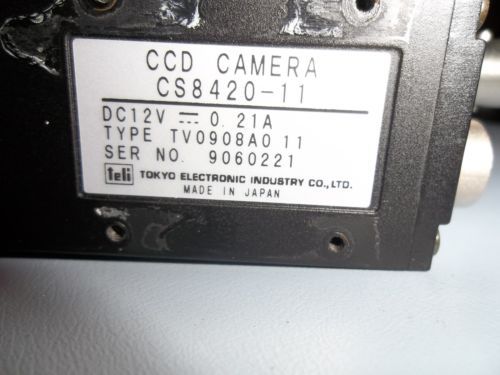 CCD CAMERA
CS8420-11
DC12V ⎓ 0.21A
TYPE TV0908A0 11
SER NO. 9060221
teli TOKYO ELECTRONIC INDUSTRY CO.,LTD.
MADE IN JAPAN